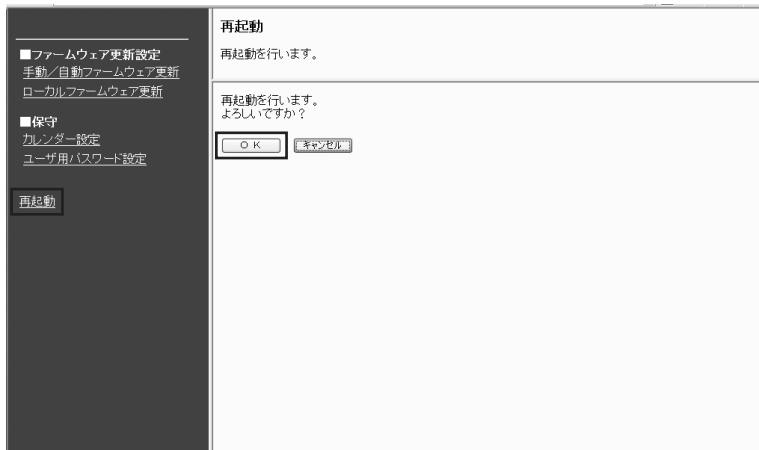 ■ファームウェア更新設定
手動／自動ファームウェア更新
ローカルファームウェア更新
■保守
カレンダー設定
ユーザ用パスワード設定
再起動
再起動
再起動を行います。
再起動を行います。
よろしいですか？
ＯＫ キャンセル